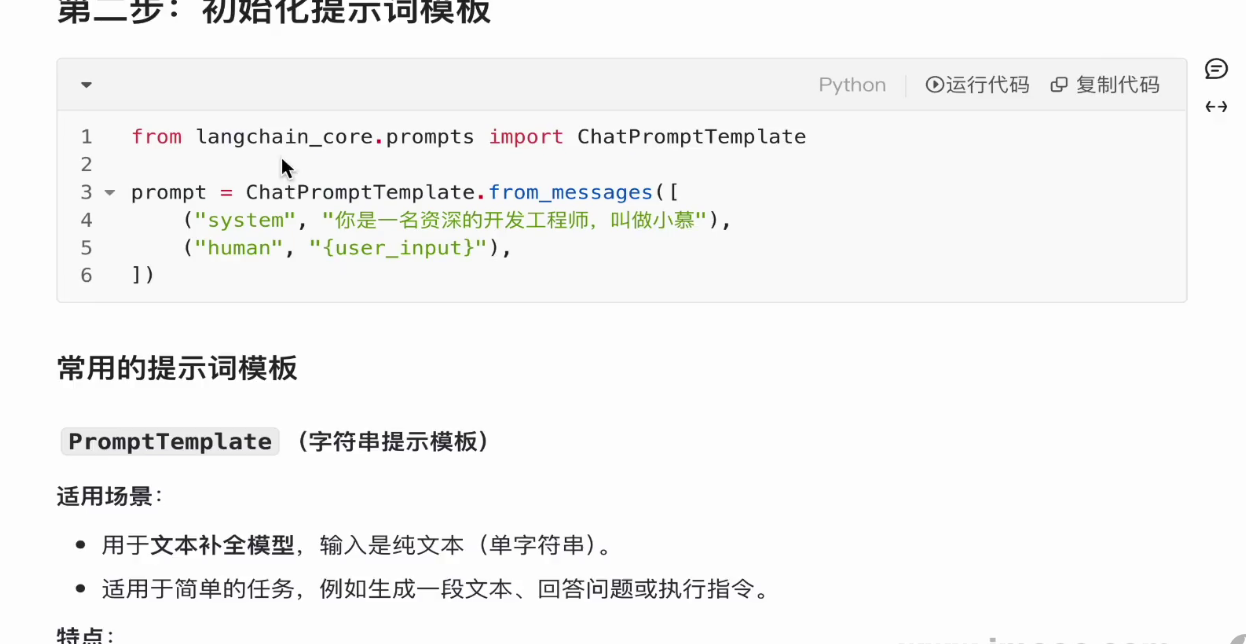 第二步：初始化提示词模板
Python 运行代码 复制代码
1 from langchain_core.prompts import ChatPromptTemplate
2
3 prompt = ChatPromptTemplate.from_messages([
4 ("system", "你是一名资深的开发工程师，叫做小慕"),
5 ("human", "{user_input}"),
6 ])
常用的提示词模板
PromptTemplate （字符串提示模板）
适用场景：
• 用于文本补全模型，输入是纯文本（单字符串）。
• 适用于简单的任务，例如生成一段文本、回答问题或执行指令。
特点：